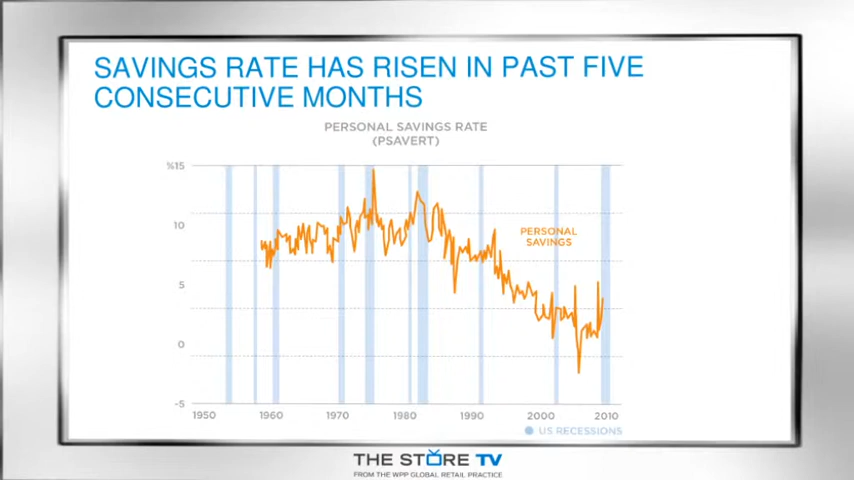 SAVINGS RATE HAS RISEN IN PAST FIVE
CONSECUTIVE MONTHS
PERSONAL SAVINGS RATE
(PSAVERT)
%15
10
5
0
-5
PERSONAL
SAVINGS
1950 1960 1970 1980 1990 2000 2010
US RECESSIONS
THE STORE TV
FROM THE WPP GLOBAL RETAIL PRACTICE